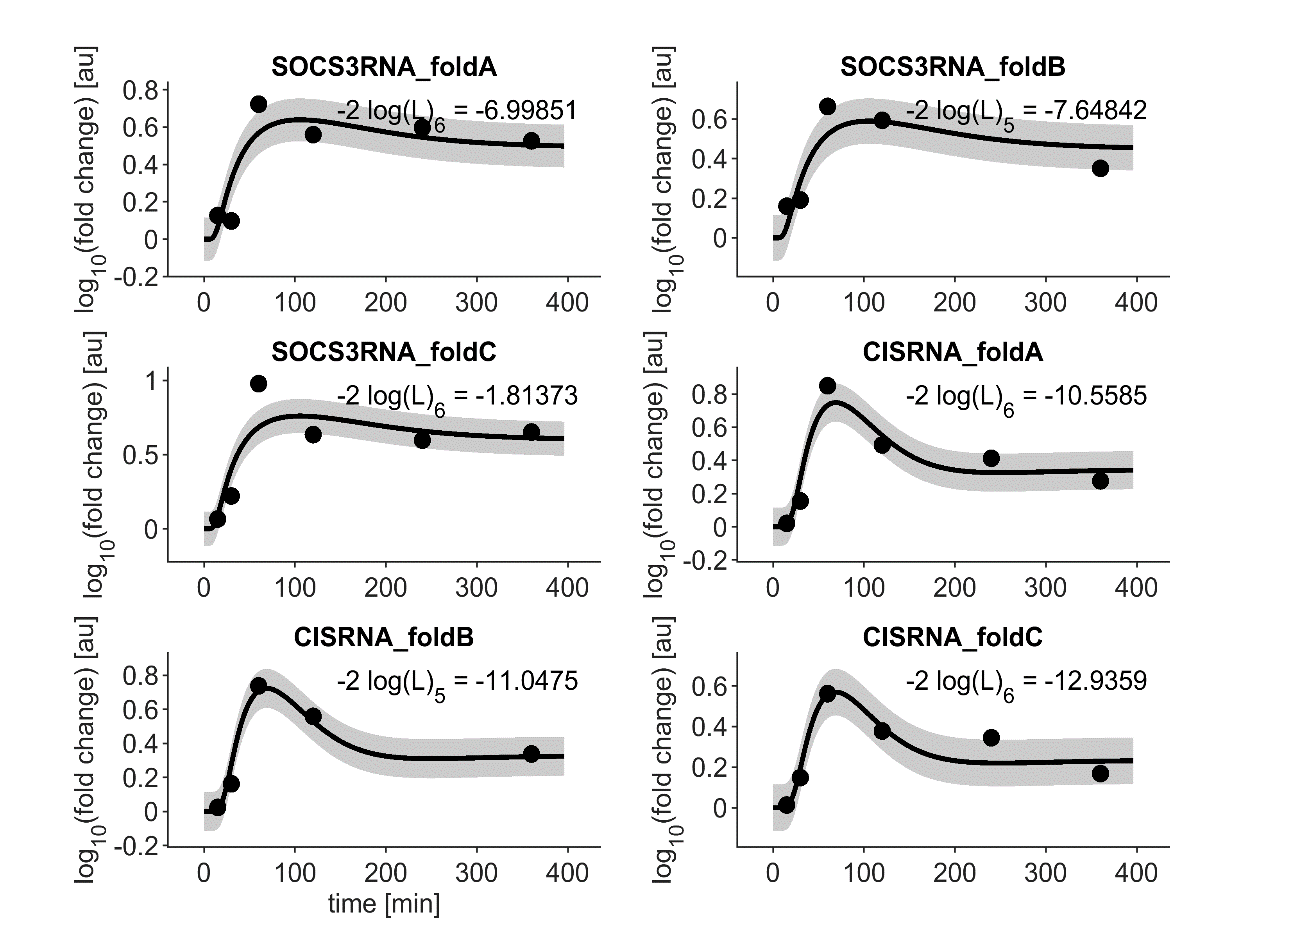 SOCS3RNA_foldA
-2 log(L)6 = -6.99851
log10(fold change) [au]
0.8
0.6
0.4
0.2
0
-0.2
0 100 200 300 400
SOCS3RNA_foldB
-2 log(L)5 = -7.64842
log10(fold change) [au]
0.6
0.4
0.2
0
0 100 200 300 400
SOCS3RNA_foldC
-2 log(L)6 = -1.81373
log10(fold change) [au]
1
0.5
0
0 100 200 300 400
CISRNA_foldA
-2 log(L)6 = -10.5585
log10(fold change) [au]
0.8
0.6
0.4
0.2
0
-0.2
0 100 200 300 400
CISRNA_foldB
-2 log(L)5 = -11.0475
log10(fold change) [au]
0.8
0.6
0.4
0.2
0
-0.2
0 100 200 300 400
time [min]
CISRNA_foldC
-2 log(L)6 = -12.9359
log10(fold change) [au]
0.6
0.4
0.2
0
0 100 200 300 400